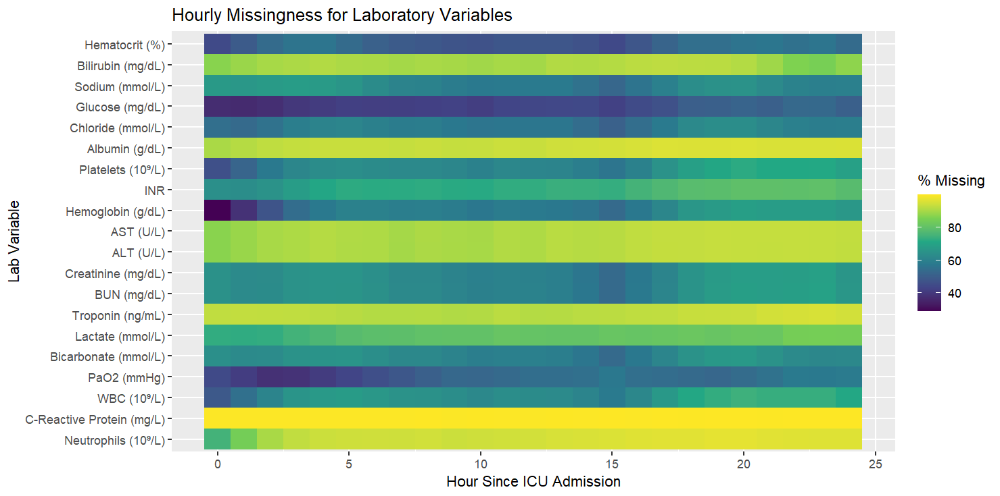 Hourly Missingness for Laboratory Variables
Lab Variable
Hematocrit (%)
Bilirubin (mg/dL)
Sodium (mmol/L)
Glucose (mg/dL)
Chloride (mmol/L)
Albumin (g/dL)
Platelets (10⁹/L)
INR
Hemoglobin (g/dL)
AST (U/L)
ALT (U/L)
Creatinine (mg/dL)
BUN (mg/dL)
Troponin (ng/mL)
Lactate (mmol/L)
Bicarbonate (mmol/L)
PaO2 (mmHg)
WBC (10⁹/L)
C-Reactive Protein (mg/L)
Neutrophils (10⁹/L)
0 5 10 15 20 25
Hour Since ICU Admission
% Missing
80
60
40